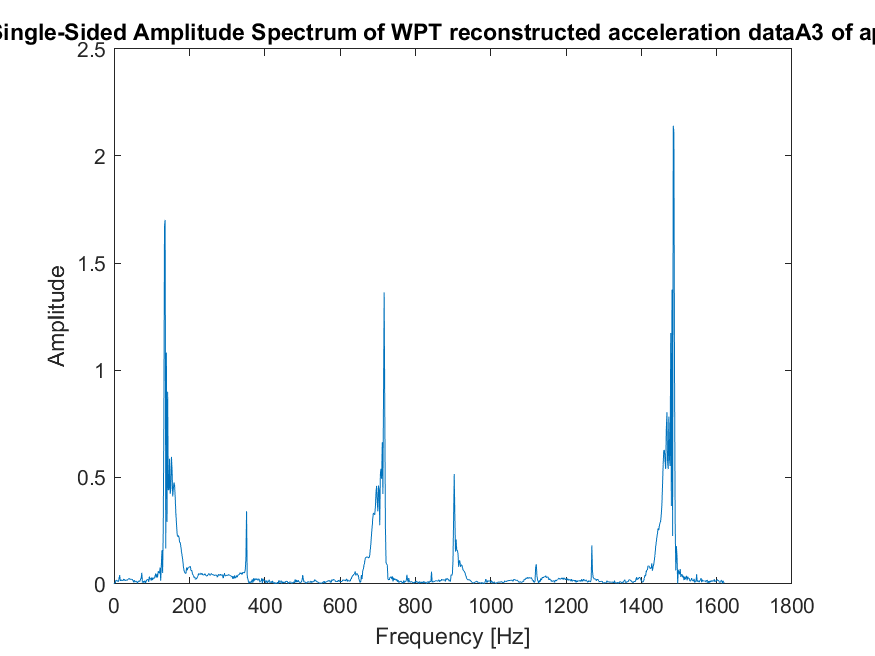 Single-Sided Amplitude Spectrum of WPT reconstructed acceleration dataA3 of
2.5
2
1.5
1
0.5
0
Amplitude
0 200 400 600 800 1000 1200 1400 1600 1800
Frequency [Hz]